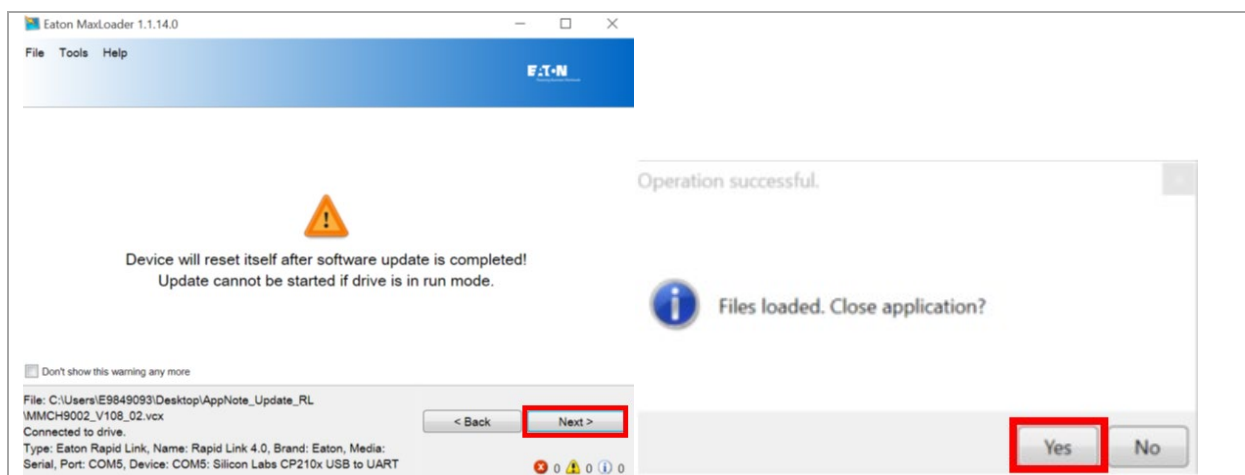 Eaton MaxLoader 1.1.14.0
File Tools Help
EATON
Device will reset itself after software update is completed!
Update cannot be started if drive is in run mode.
Don't show this warning any more
File: C:\Users\E9849093\Desktop\AppNote_Update_RL
\MMCH9002_V108_02.vcx
Connected to drive.
Type: Eaton Rapid Link, Name: Rapid Link 4.0, Brand: Eaton, Media:
Serial, Port: COM5, Device: COM5: Silicon Labs CP210x USB to UART
< Back Next >
0 0 0
Operation successful.
Files loaded. Close application?
Yes No